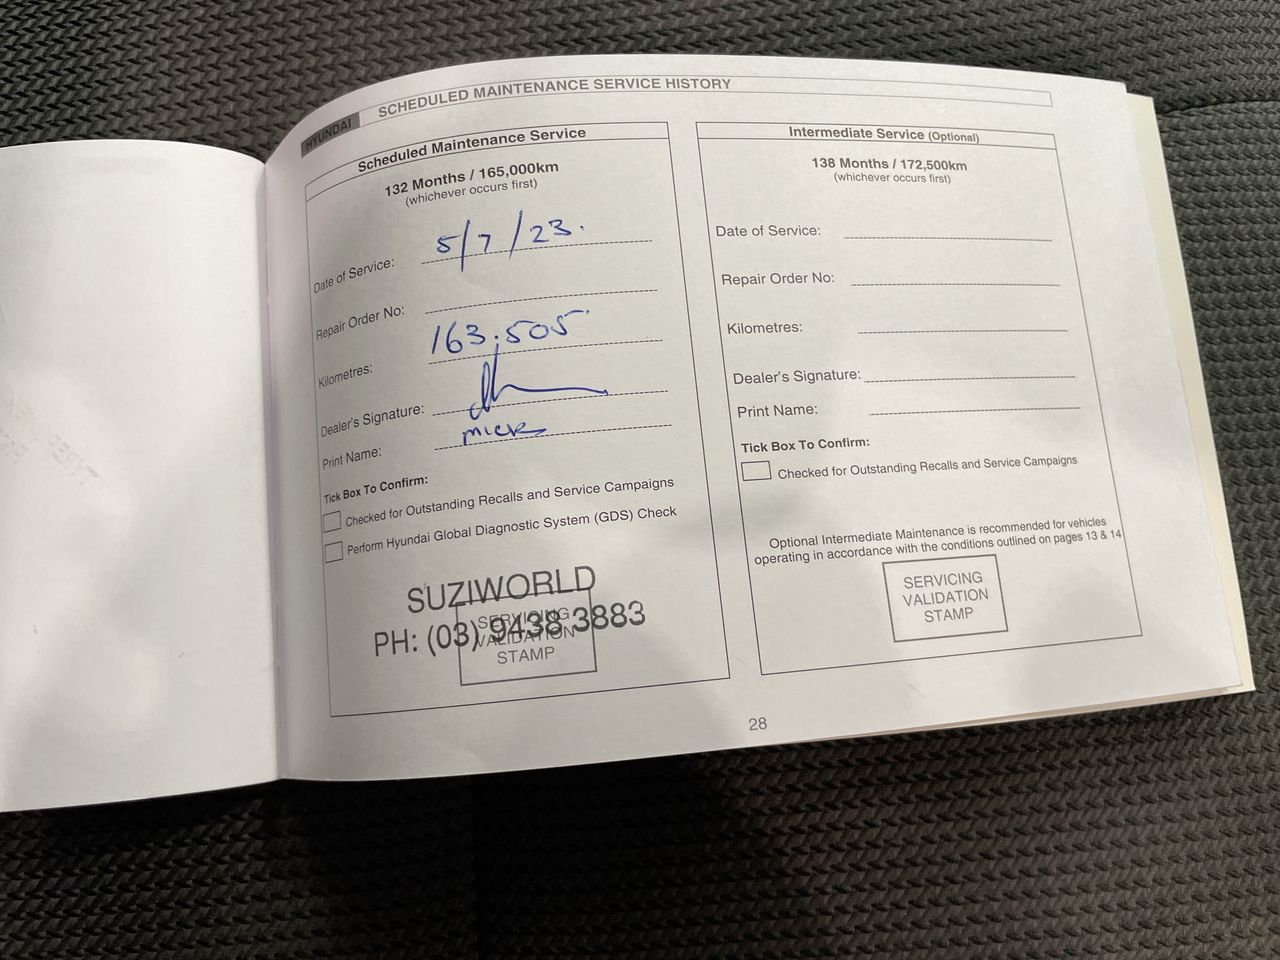 HYUNDAI
SCHEDULED MAINTENANCE SERVICE HISTORY
Scheduled Maintenance Service
132 Months / 165,000km
(whichever occurs first)
Date of Service: 5/7/23.
Repair Order No:
Kilometres: 163,505
Dealer's Signature:
Print Name: mick
Tick Box To Confirm:
Checked for Outstanding Recalls and Service Campaigns
Perform Hyundai Global Diagnostic System (GDS) Check
SUZIWORLD
PH: (03) 9438 3883
SERVICING
VALIDATION
STAMP
Intermediate Service (Optional)
138 Months / 172,500km
(whichever occurs first)
Date of Service:
Repair Order No:
Kilometres:
Dealer's Signature:
Print Name:
Tick Box To Confirm:
Checked for Outstanding Recalls and Service Campaigns
Optional Intermediate Maintenance is recommended for vehicles
operating in accordance with the conditions outlined on pages 13 & 14
SERVICING
VALIDATION
STAMP
28